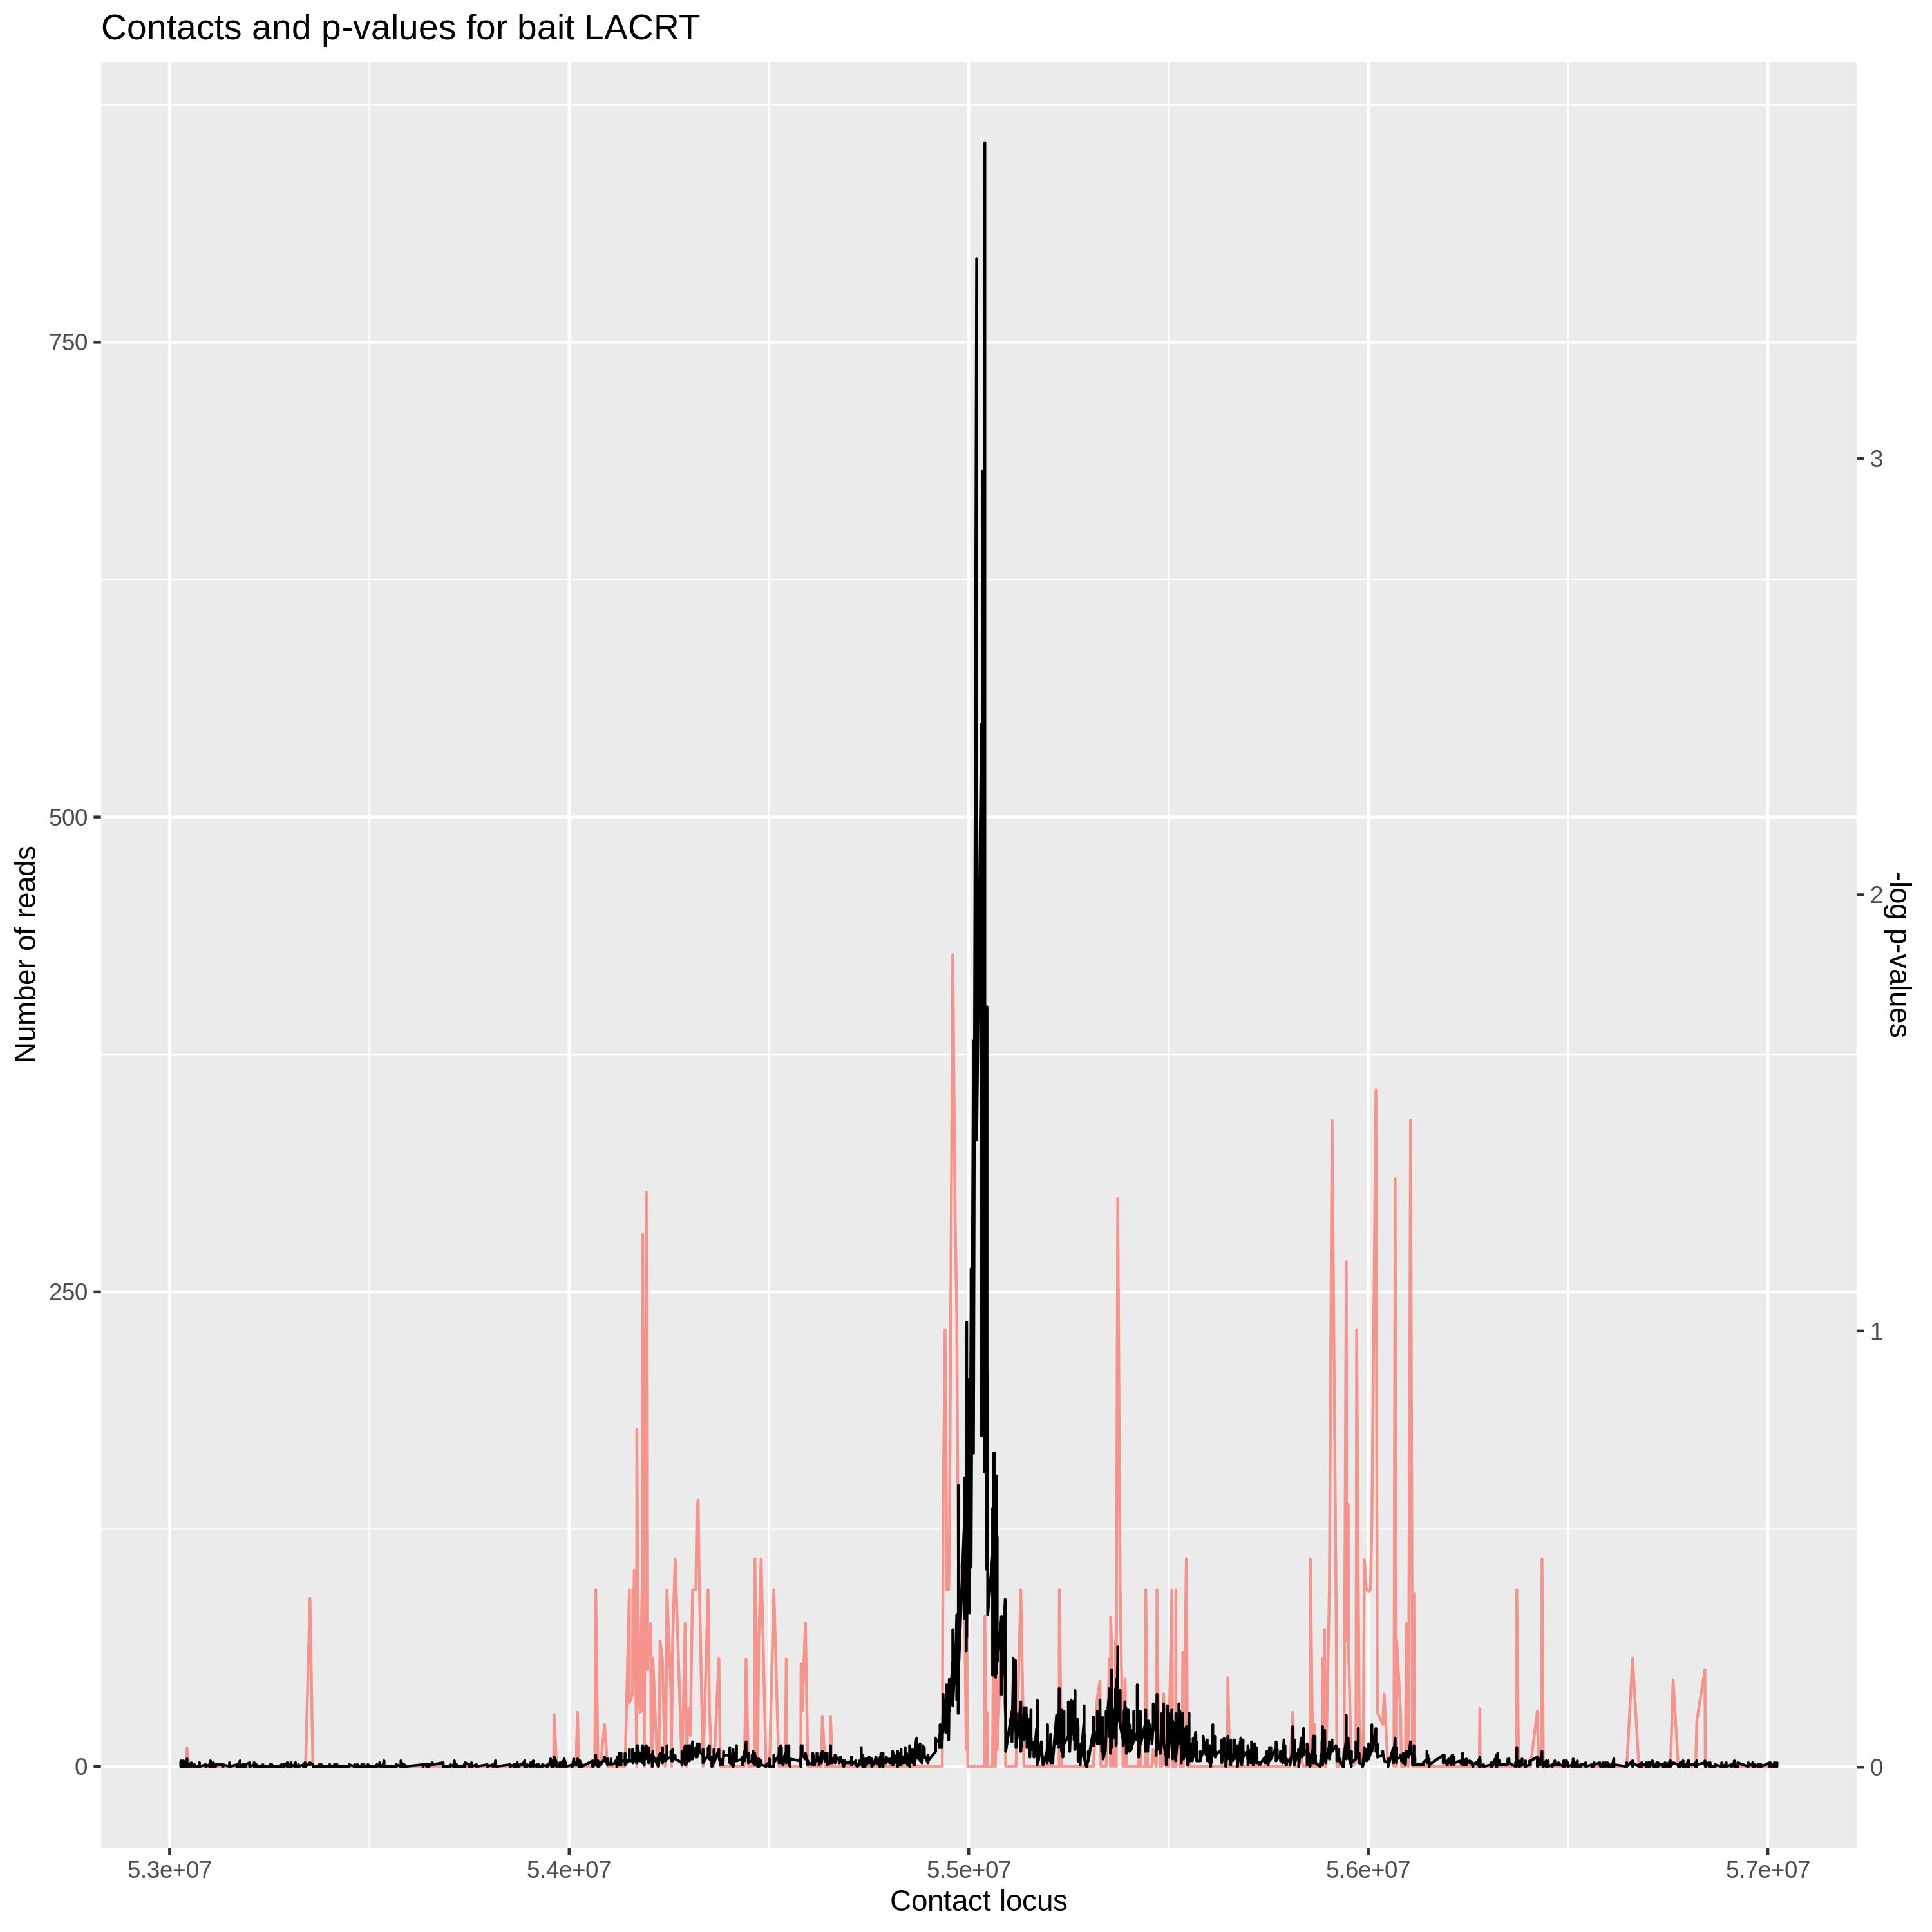 Contacts and p-values for bait LACRT
Number of reads
750
500
250
0
3
2
1
0
-log p-values
5.3e+07
5.4e+07
5.5e+07
5.6e+07
5.7e+07
Contact locus